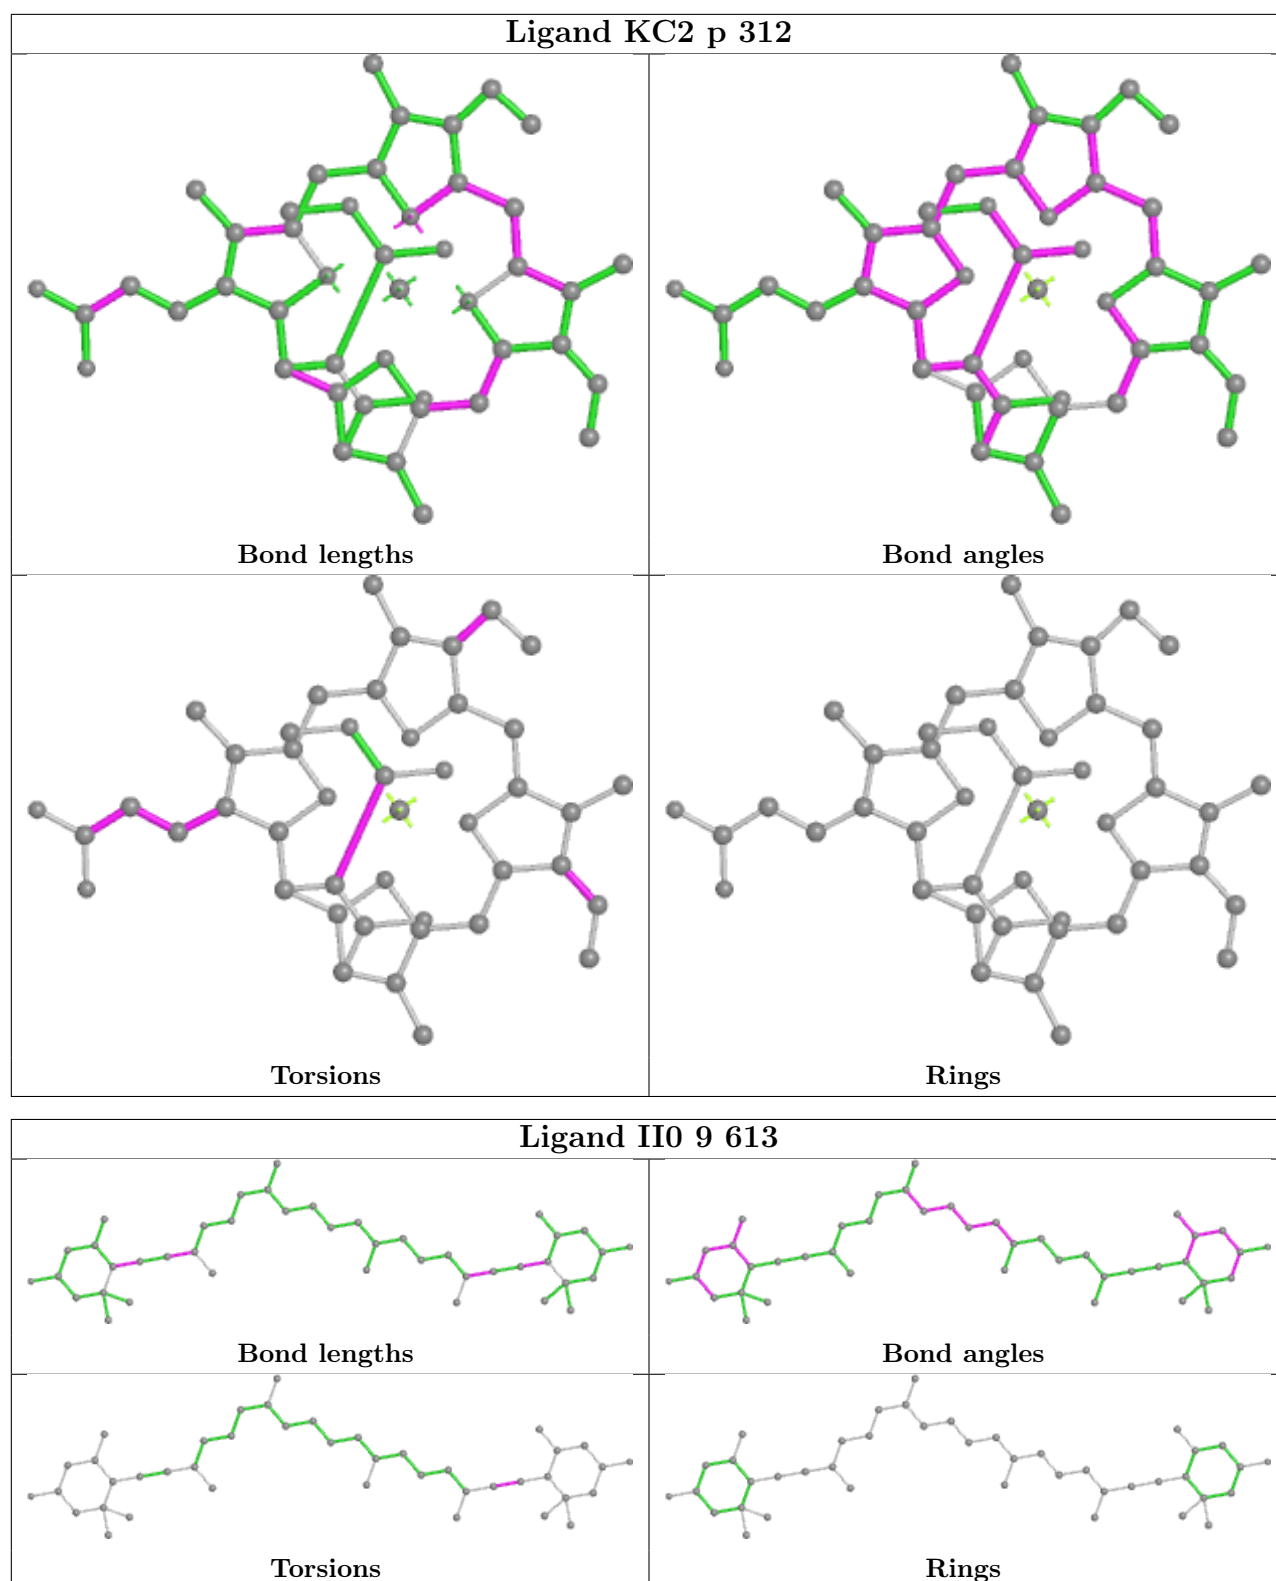 Ligand KC2 p 312
Bond lengths
Bond angles
Torsions
Rings
Ligand II0 9 613
Bond lengths
Bond angles
Torsions
Rings